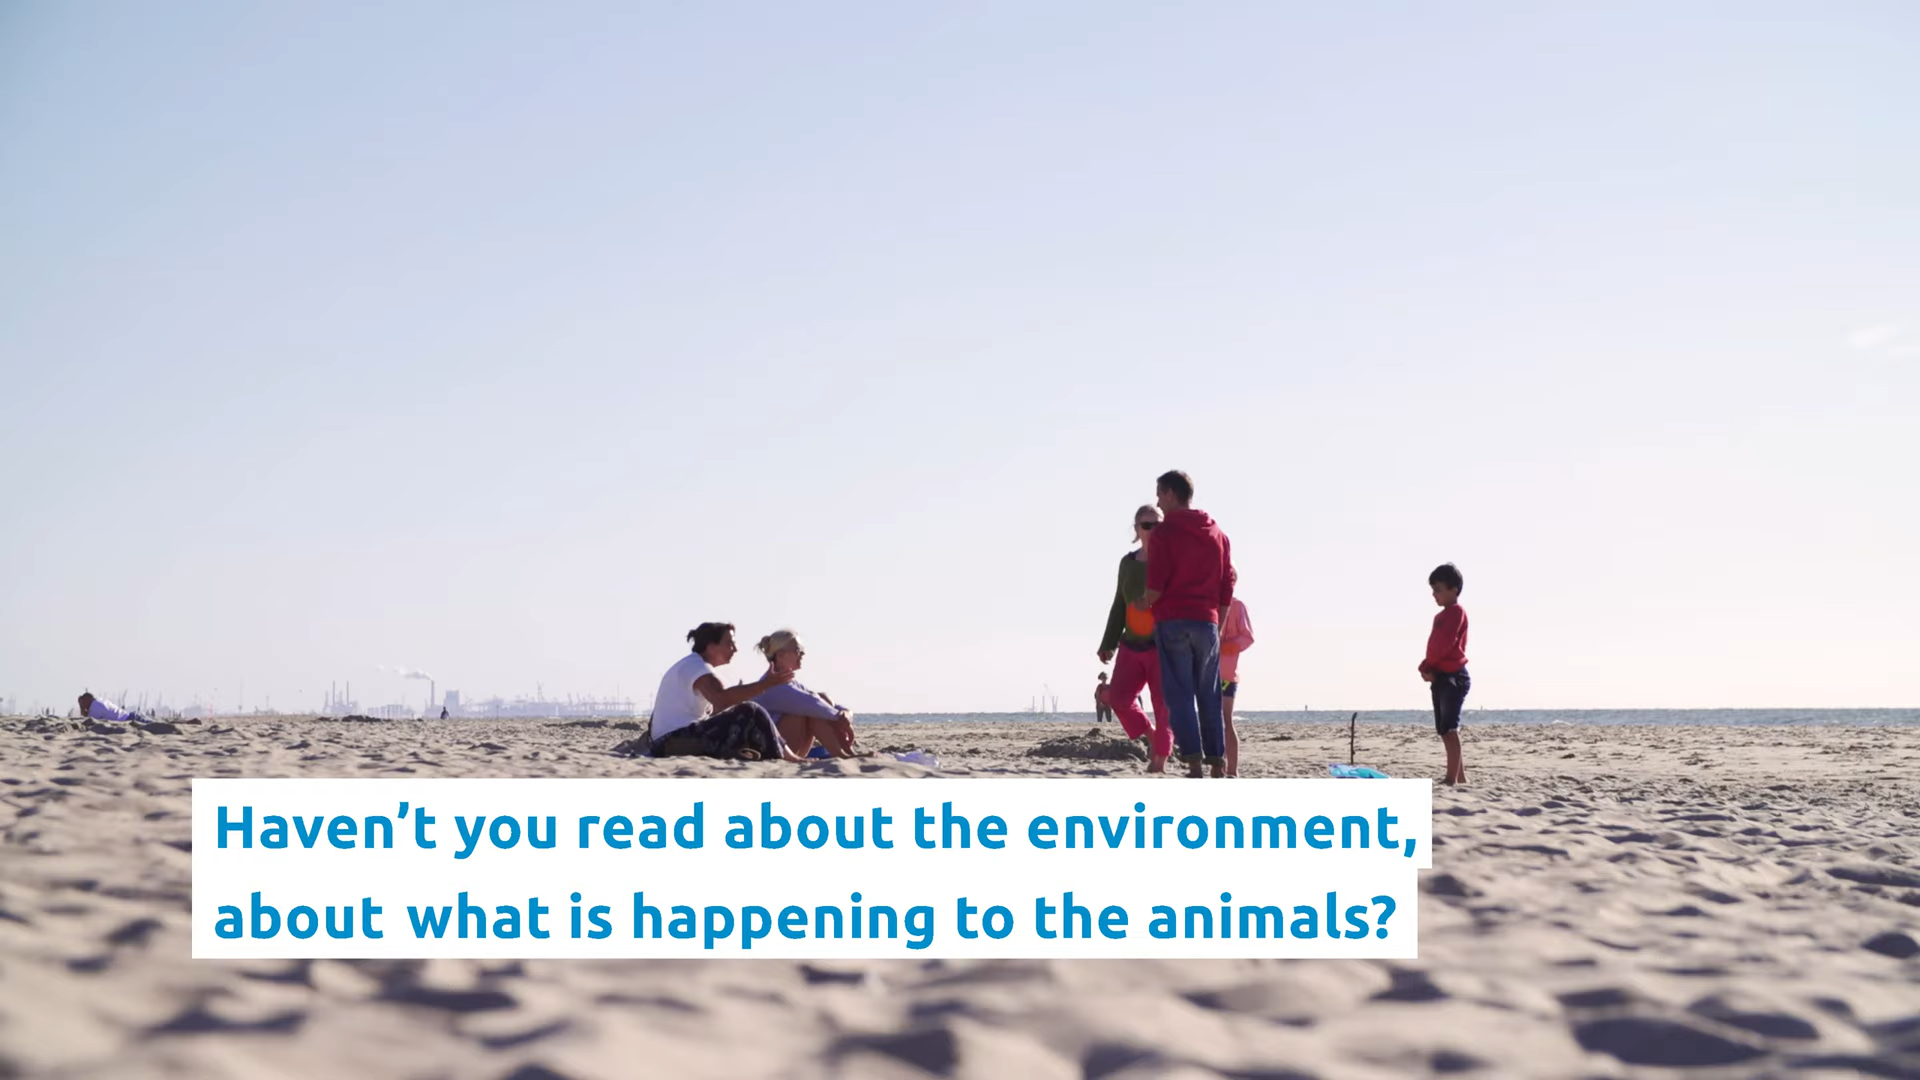 Haven’t you read about the environment,
about what is happening to the animals?